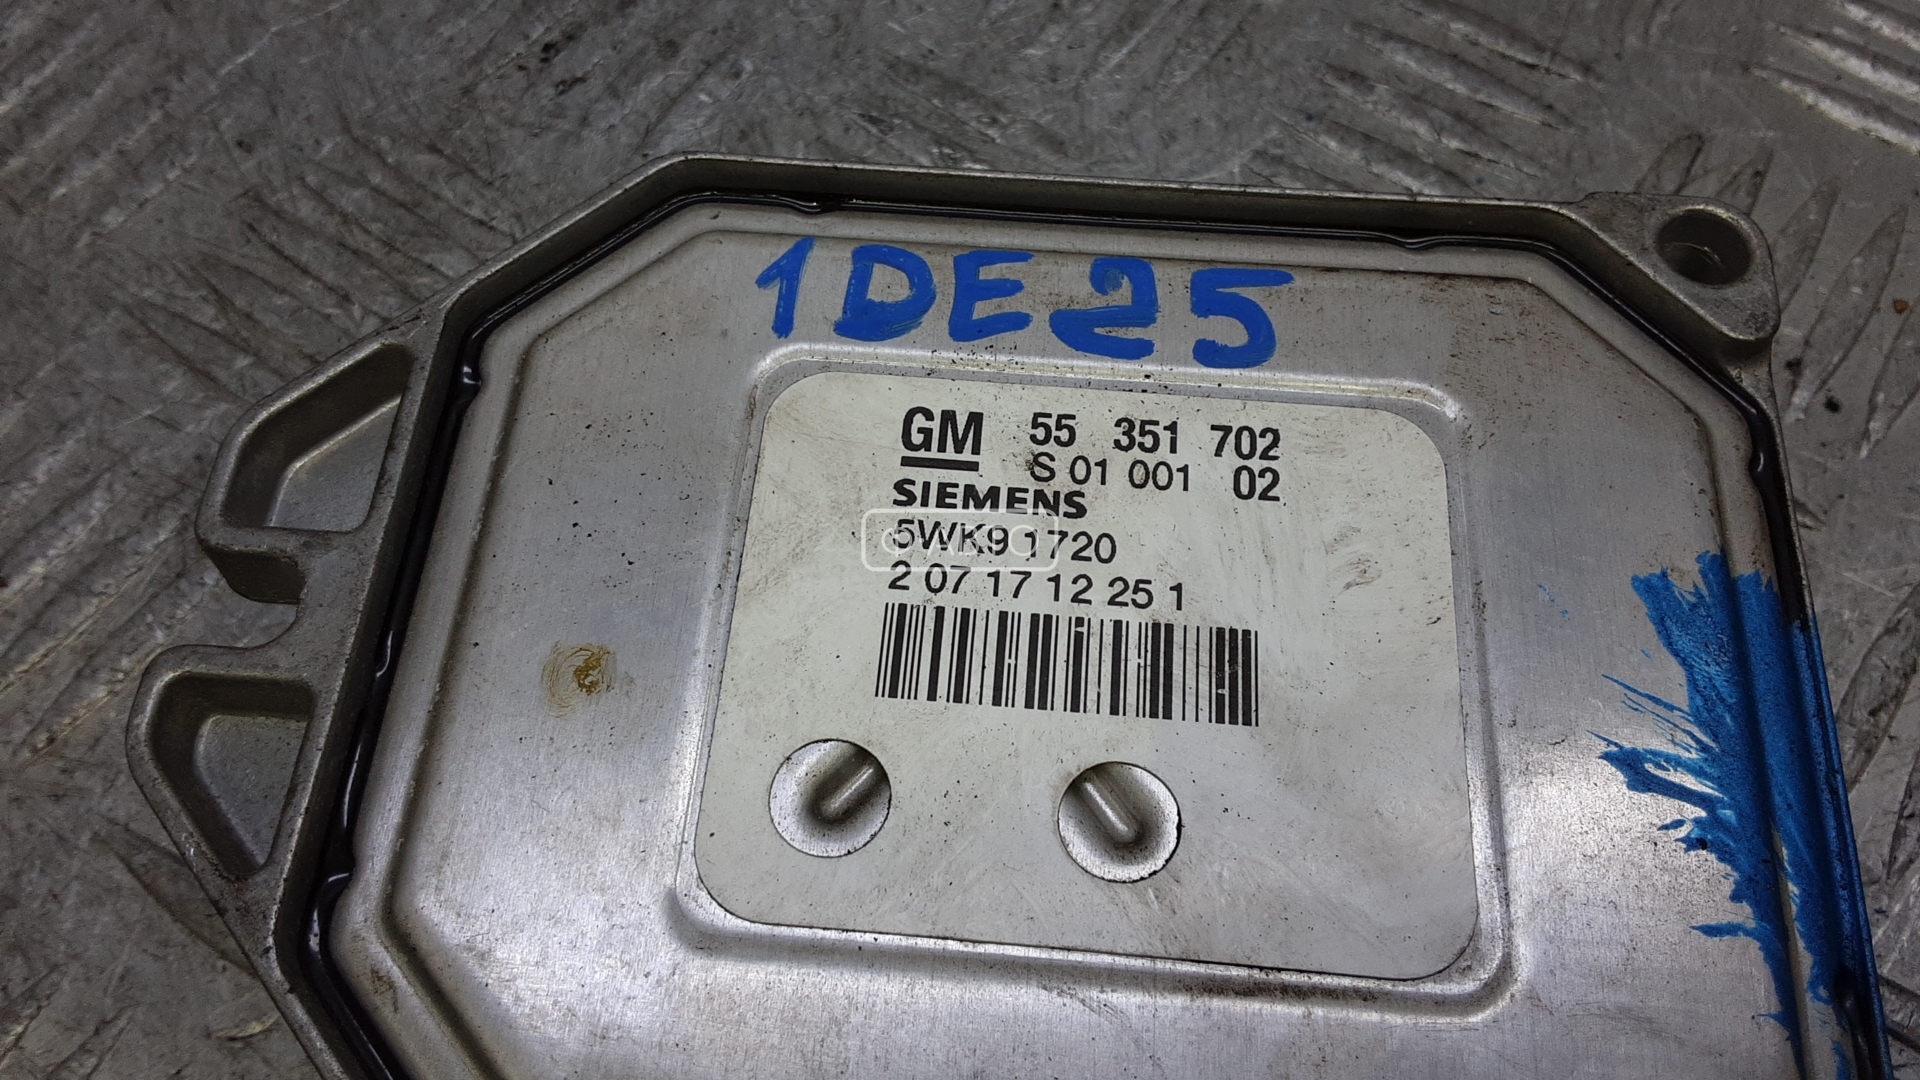 1DE25
GM 55 351 702
S 01 001 02
SIEMENS
5WK9 1720
2 07 17 12 25 1